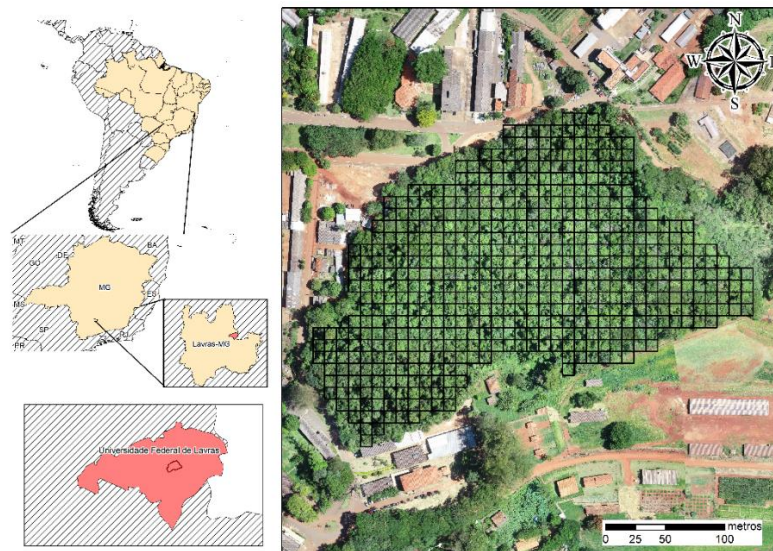 N
W
S
MT
GO
DF
BA
MG
ES
MS
SP
RJ
PR
Lavras-MG
Universidade Federal de Lavras
metros
0 25 50 100